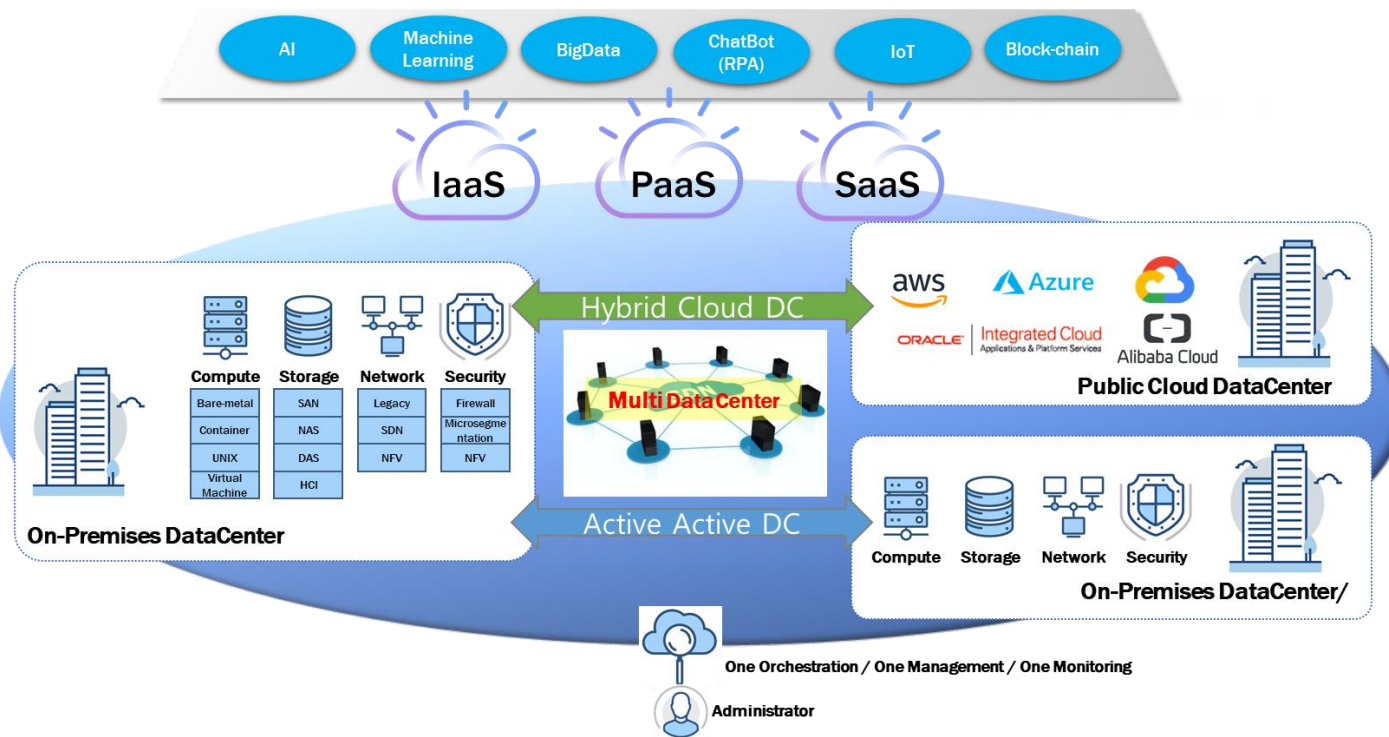 AI
Machine
Learning
BigData
ChatBot
(RPA)
IoT
Block-chain
IaaS
PaaS
SaaS
Compute
Storage
Network
Security
Bare-metal
SAN
Legacy
Firewall
Container
NAS
SDN
Microsegme
ntation
UNIX
DAS
NFV
NFV
Virtual
Machine
HCI
On-Premises DataCenter
Hybrid Cloud DC
SDN
Multi DataCenter
Active Active DC
aws
Azure
ORACLE
Integrated Cloud
Applications & Platform Services
Alibaba Cloud
Public Cloud DataCenter
Compute
Storage
Network
Security
On-Premises DataCenter/
One Orchestration / One Management / One Monitoring
Administrator